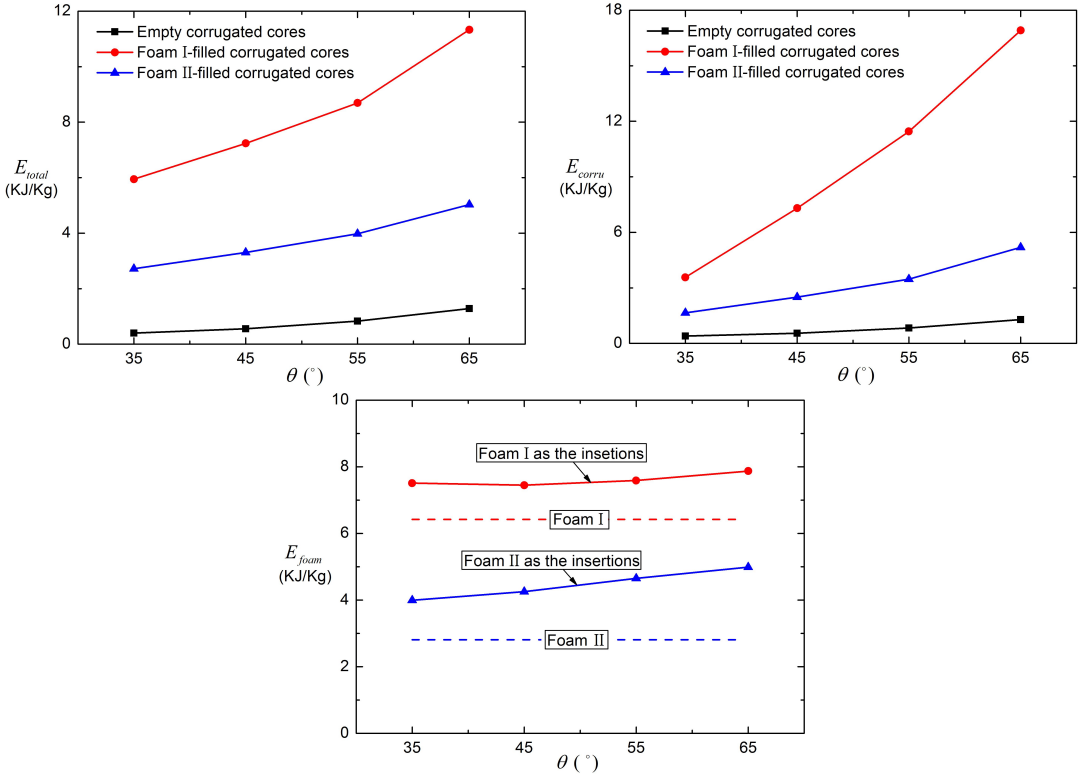 12
8
4
0
E total
(KJ/Kg)
Empty corrugated cores
Foam I-filled corrugated cores
Foam II-filled corrugated cores
35 45 55 65
θ (°)
18
12
6
0
E corru
(KJ/Kg)
Empty corrugated cores
Foam I-filled corrugated cores
Foam II-filled corrugated cores
35 45 55 65
θ (°)
10
8
6
4
2
0
E foam
(KJ/Kg)
Foam I as the insetions
Foam I
Foam II as the insertions
Foam II
35 45 55 65
θ (°)